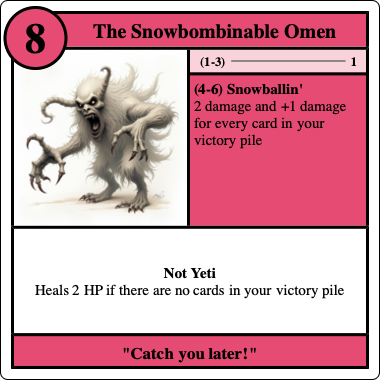 8
The Snowbombinable Omen
(1-3) 1
(4-6) Snowballin'
2 damage and +1 damage
for every card in your
victory pile
Not Yeti
Heals 2 HP if there are no cards in your victory pile
"Catch you later!"